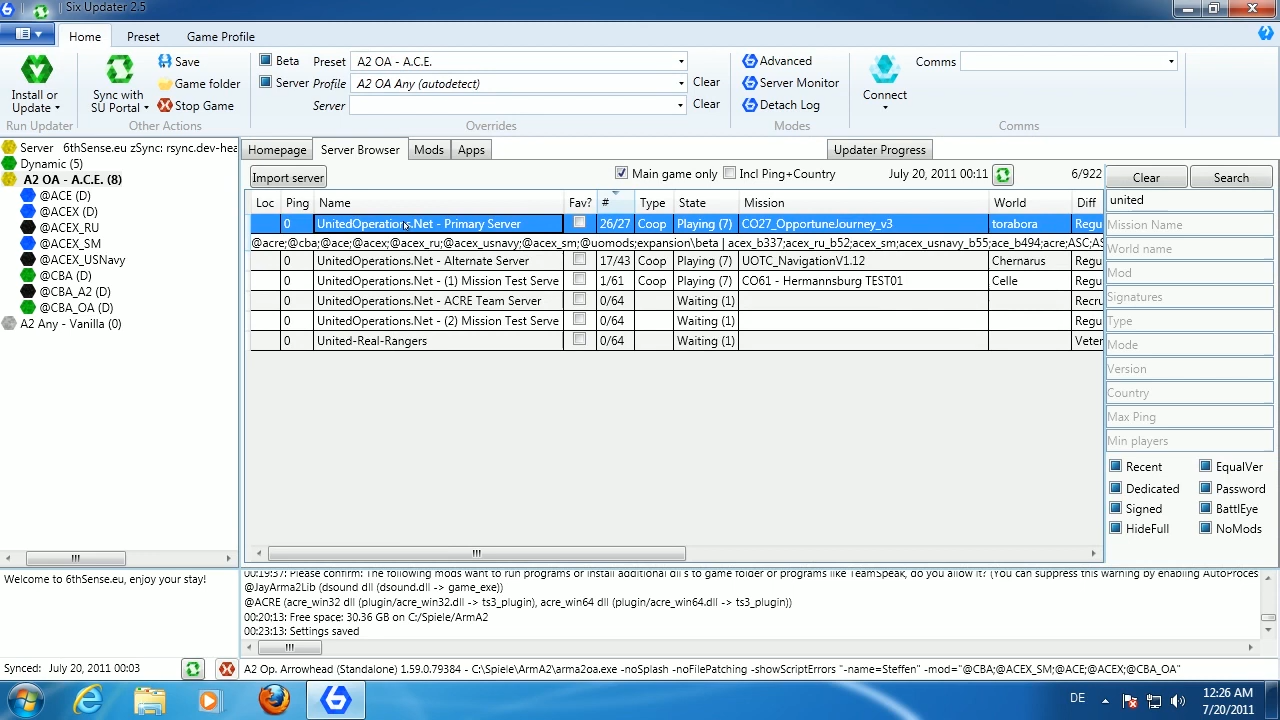 Six Updater 2.5
Home Preset Game Profile
Install or Update
Sync with SU Portal
Save
Game folder
Stop Game
Run Updater
Other Actions
Beta Preset A2 OA - A.C.E.
Server Profile A2 OA Any (autodetect) Clear
Server Clear
Overrides
Advanced
Server Monitor
Detach Log
Modes
Connect
Comms
Comms
Server 6thSense.eu zSync: rsync.dev-hea
Dynamic (5)
A2 OA - A.C.E. (8)
@ACE (D)
@ACEX (D)
@ACEX_RU
@ACEX_SM
@ACEX_USNavy
@CBA (D)
@CBA_A2 (D)
@CBA_OA (D)
A2 Any - Vanilla (0)
Homepage Server Browser Mods Apps Updater Progress
Import server Main game only Incl Ping+Country July 20, 2011 00:11 6/922
Loc Ping Name Fav? # Type State Mission World Diff
0 UnitedOperations.Net - Primary Server 26/27 Coop Playing (7) CO27_OpportuneJourney_v3 torabora Regu
@acre;@cba;@ace;@acex;@acex_ru;@acex_usnavy;@acex_sm;@uomods;expansion\beta | acex_b337;acex_ru_b52;acex_sm;acex_usnavy_b55;ace_b494;acre;ASC;AS
0 UnitedOperations.Net - Alternate Server 17/43 Coop Playing (7) UOTC_NavigationV1.12 Chernarus Regu
0 UnitedOperations.Net - (1) Mission Test Serve 1/61 Coop Playing (7) CO61 - Hermannsburg TEST01 Celle Regu
0 UnitedOperations.Net - ACRE Team Server 0/64 Waiting (1) Recru
0 UnitedOperations.Net - (2) Mission Test Serve 0/64 Waiting (1) Regu
0 United-Real-Rangers 0/64 Waiting (1) Veter
Clear Search
united
Mission Name
World name
Mod
Signatures
Type
Mode
Version
Country
Max Ping
Min players
Recent EqualVer
Dedicated Password
Signed BattlEye
HideFull NoMods
Welcome to 6thSense.eu, enjoy your stay!
00:19:37: Please confirm: The following mods want to run programs or install additional dll's to game folder or programs like TeamSpeak, do you allow it? (You can suppress this warning by enabling AutoProces
@JayArmA2Lib (dsound dll (dsound.dll -> game_exe))
@ACRE (acre_win32 dll (plugin/acre_win32.dll -> ts3_plugin), acre_win64 dll (plugin/acre_win64.dll -> ts3_plugin))
00:20:13: Free space: 30.36 GB on C:/Spiele/ArmA2
00:23:13: Settings saved
Synced: July 20, 2011 00:03
A2 Op. Arrowhead (Standalone) 1.59.0.79384 - C:\Spiele\ArmA2\arma2oa.exe -noSplash -noFilePatching -showScriptErrors "-name=Steffen" -mod="@CBA;@ACEX_SM;@ACE;@ACEX;@CBA_OA"
DE
12:26 AM
7/20/2011